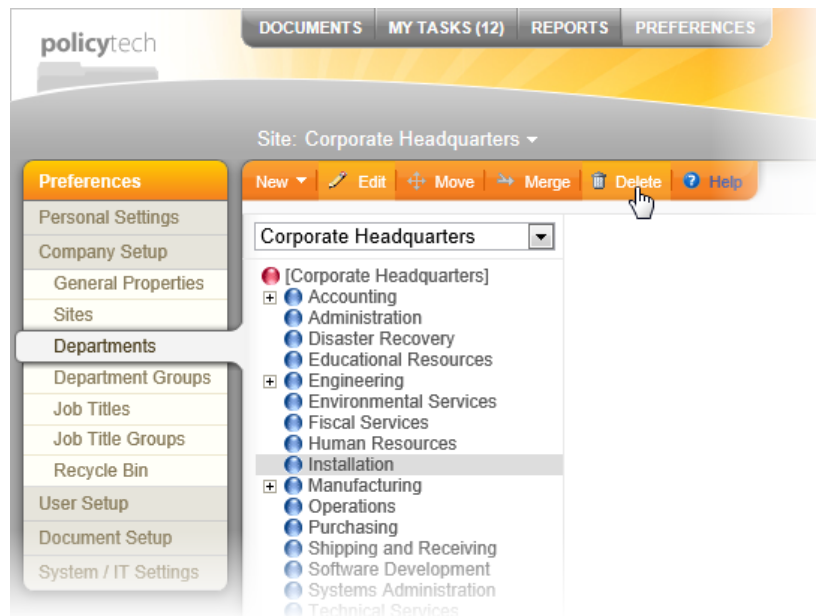 policytech
DOCUMENTS MY TASKS (12) REPORTS PREFERENCES
Site: Corporate Headquarters
Preferences
New Edit Move Merge Delete Help
Personal Settings
Company Setup
General Properties
Sites
Departments
Department Groups
Job Titles
Job Title Groups
Recycle Bin
User Setup
Document Setup
System / IT Settings
Corporate Headquarters
[Corporate Headquarters]
Accounting
Administration
Disaster Recovery
Educational Resources
Engineering
Environmental Services
Fiscal Services
Human Resources
Installation
Manufacturing
Operations
Purchasing
Shipping and Receiving
Software Development
Systems Administration
Technical Services